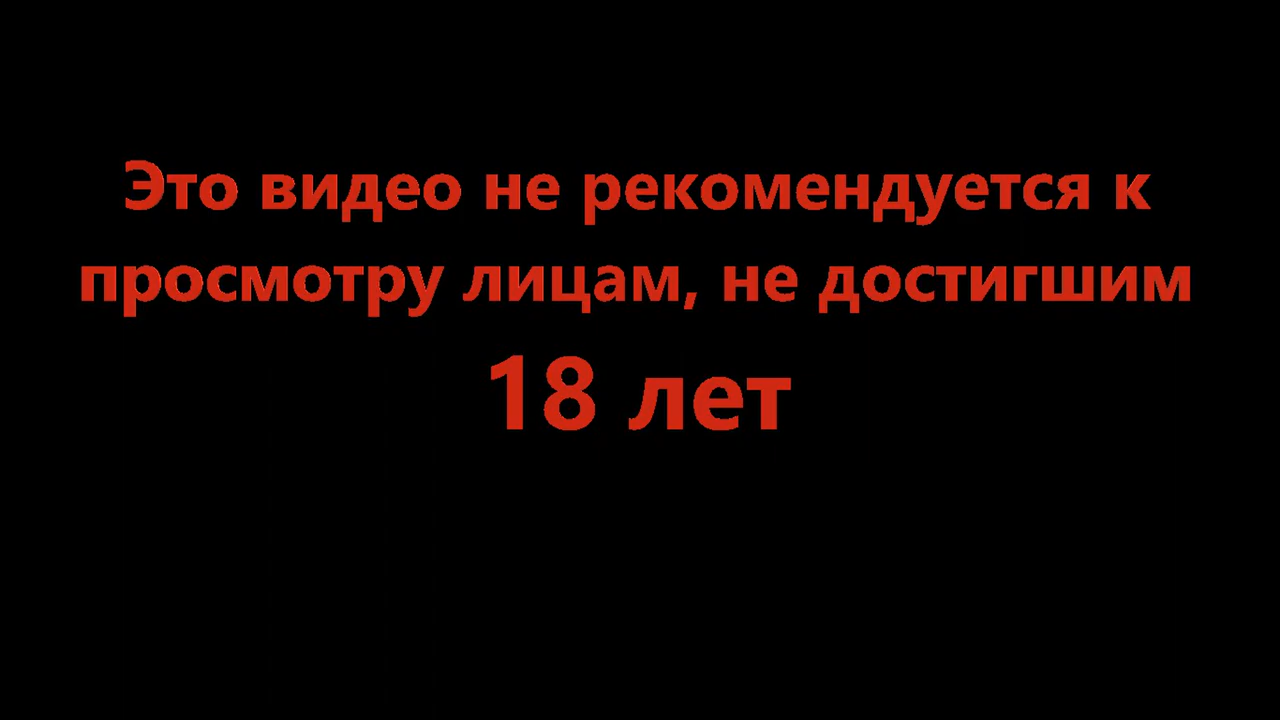 Это видео не рекомендуется к
просмотру лицам, не достигшим
18 лет